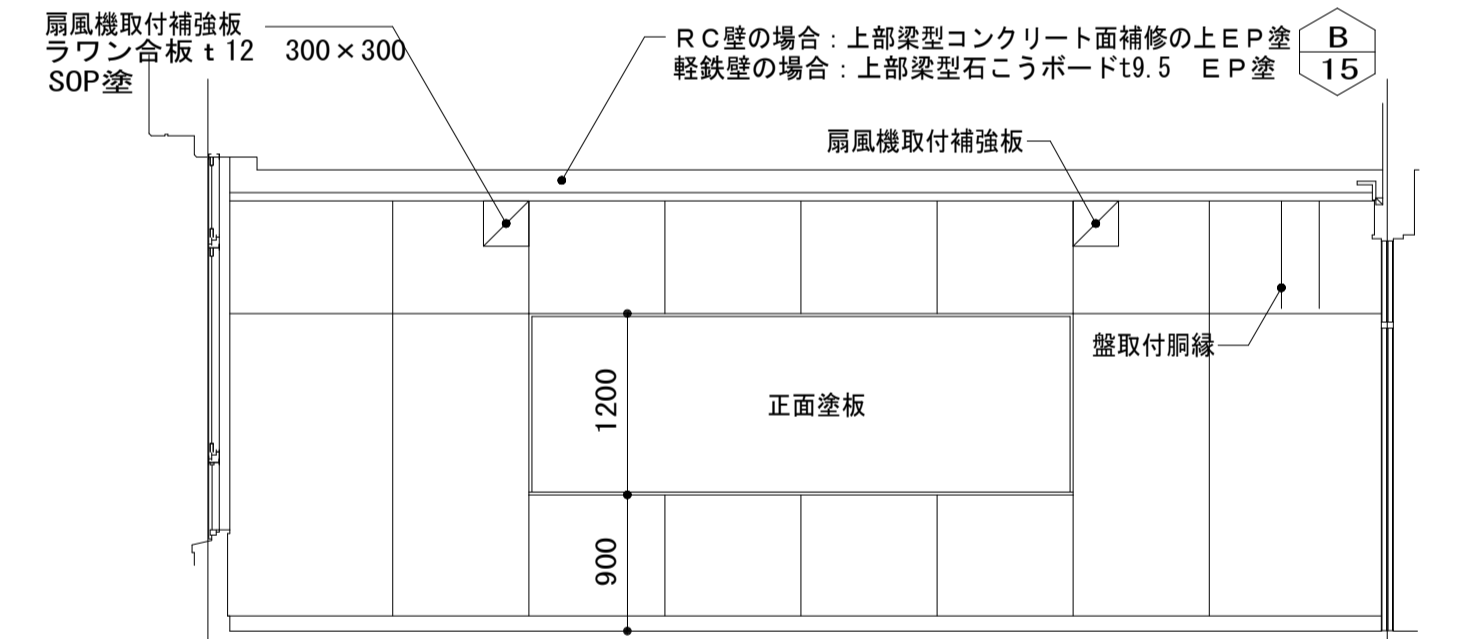 扇風機取付補強板
ラワン合板ｔ12　300×300
SOP塗
ＲＣ壁の場合：上部梁型コンクリート面補修の上ＥＰ塗
軽鉄壁の場合：上部梁型石こうボードt9.5　ＥＰ塗
B
15
扇風機取付補強板
盤取付胴縁
1200
正面塗板
900